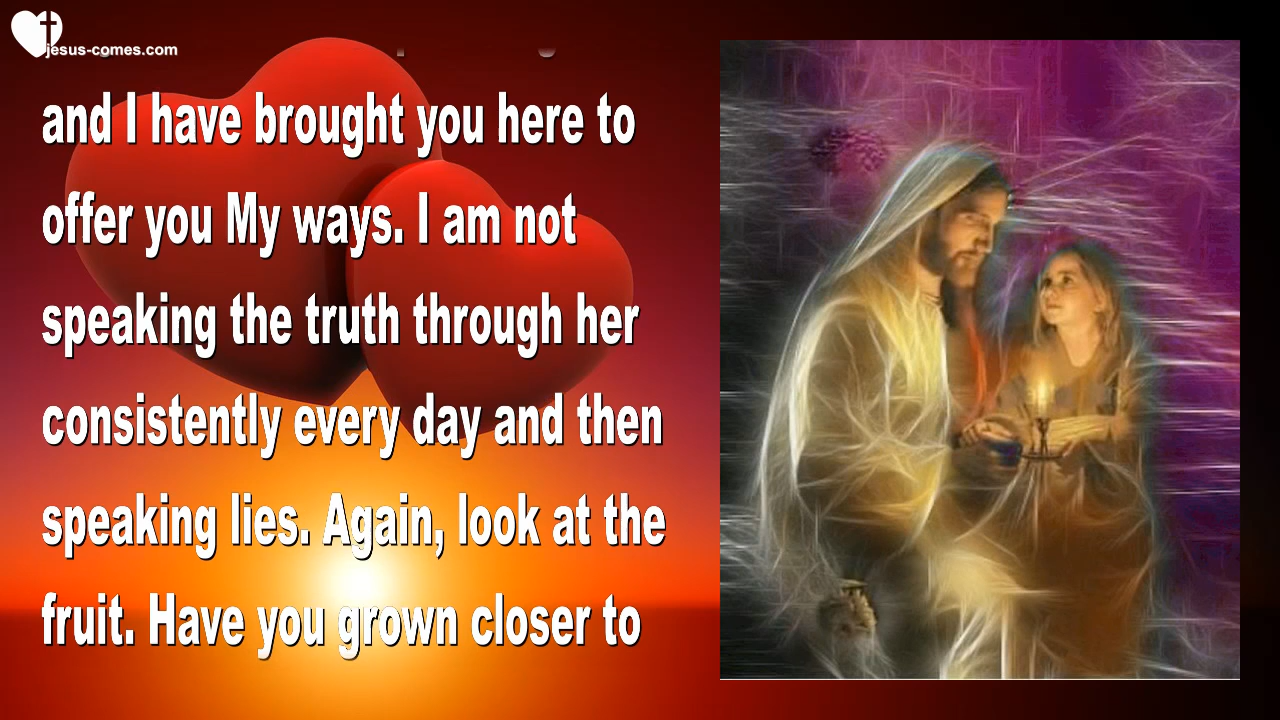 jesus-comes.com
and I have brought you here to
offer you My ways. I am not
speaking the truth through her
consistently every day and then
speaking lies. Again, look at the
fruit. Have you grown closer to